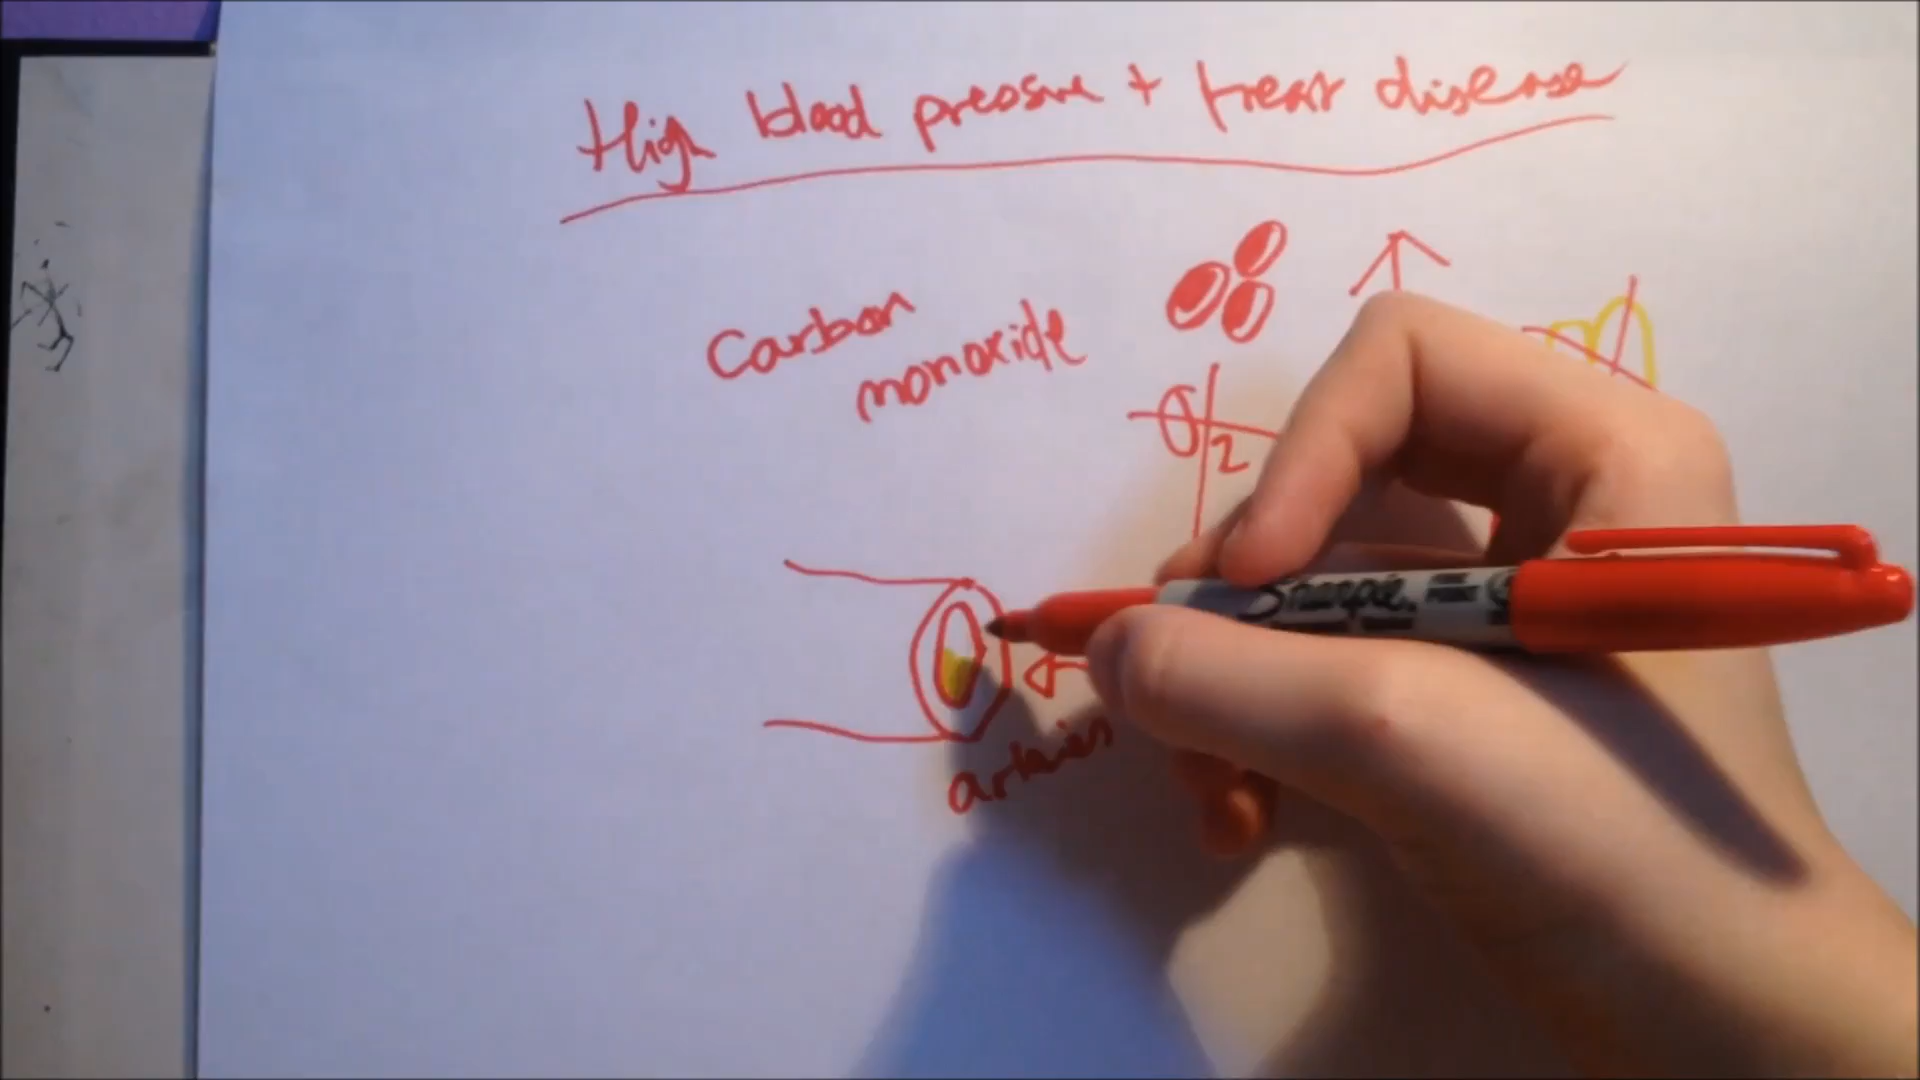 High blood pressure + heart disease
Carbon
monoxide
O2
Sharpie.
arteries